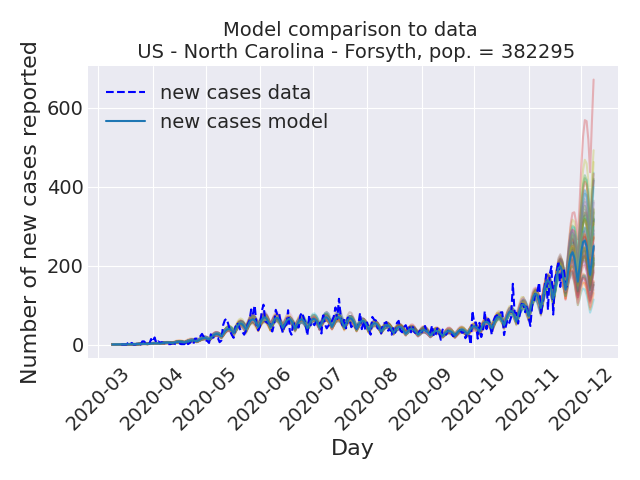 Model comparison to data
US - North Carolina - Forsyth, pop. = 382295
Number of new cases reported
600
400
200
0
new cases data
new cases model
2020-03
2020-04
2020-05
2020-06
2020-07
2020-08
2020-09
2020-10
2020-11
2020-12
Day